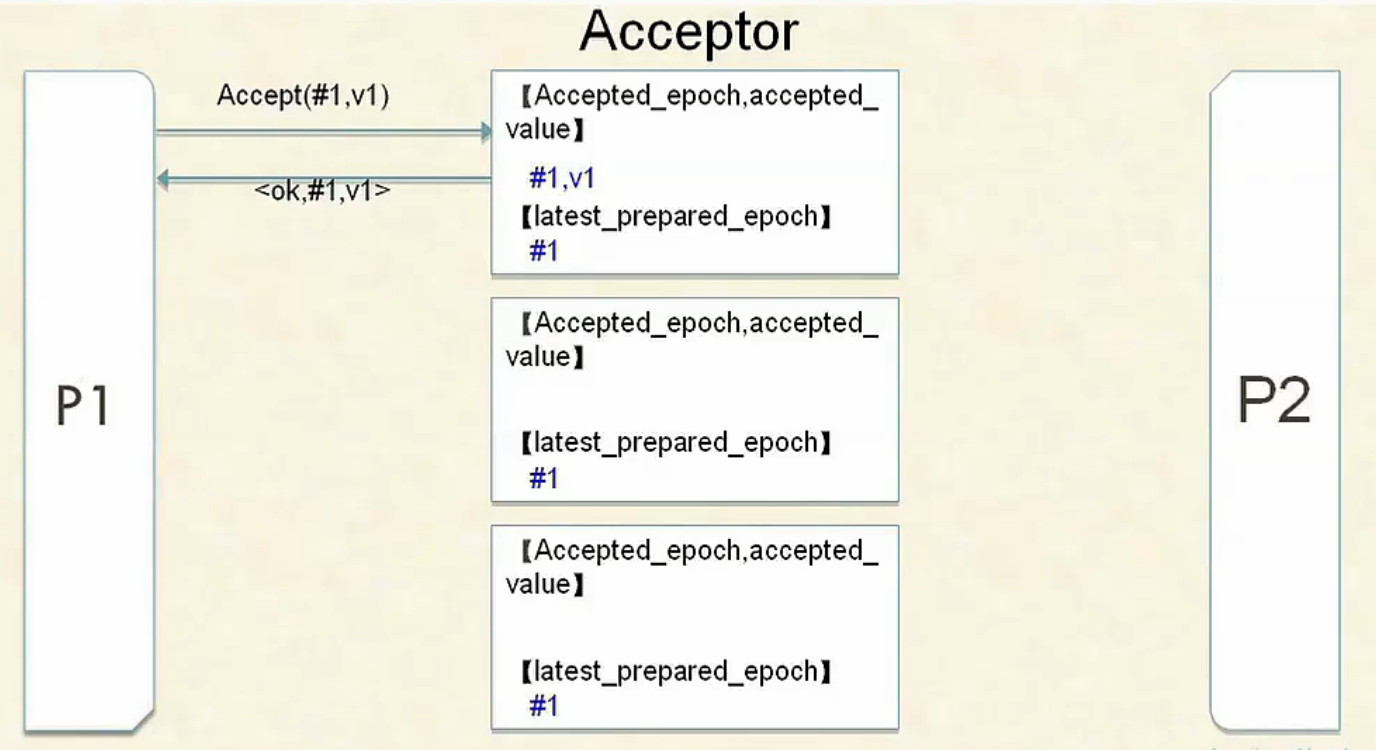 Acceptor
P1
Accept(#1,v1)
<ok,#1,v1>
【Accepted_epoch,accepted_
value】
#1,v1
【latest_prepared_epoch】
#1
【Accepted_epoch,accepted_
value】
【latest_prepared_epoch】
#1
【Accepted_epoch,accepted_
value】
【latest_prepared_epoch】
#1
P2